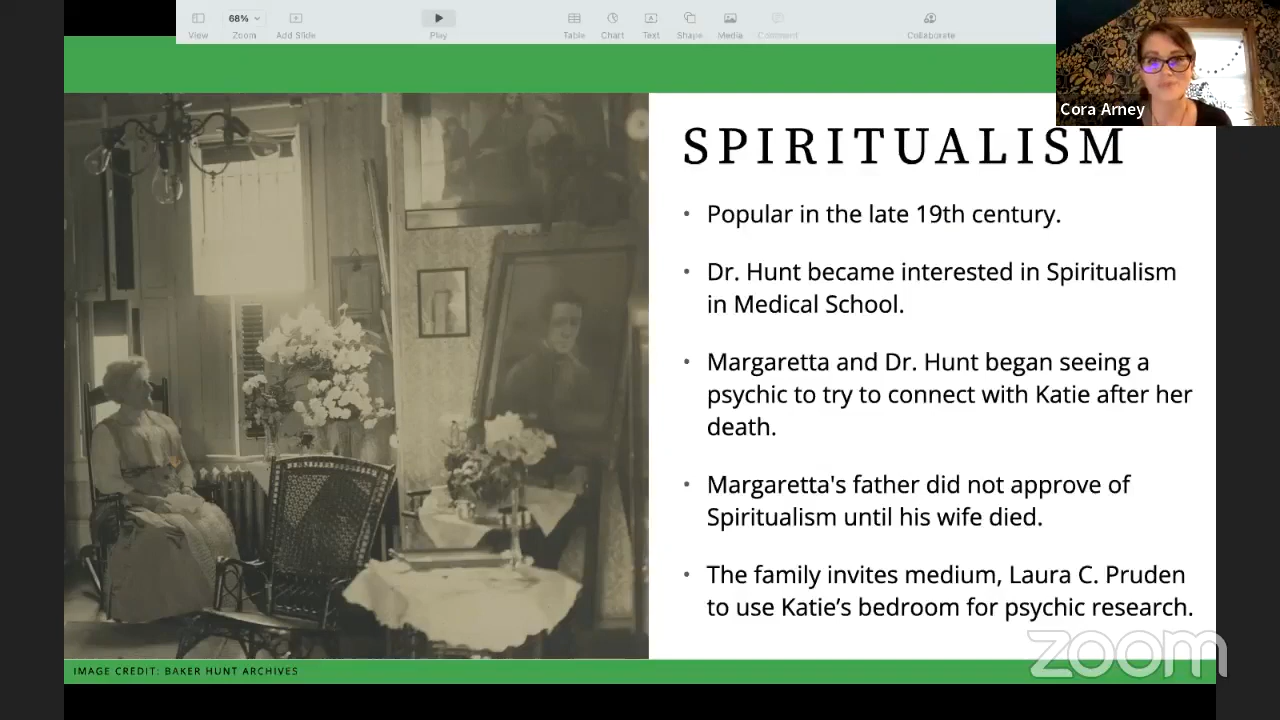 68%
View
Zoom
Add Slide
Play
Table
Chart
Text
Shape
Media
Comment
Collaborate
Cora Arney
SPIRITUALISM
• Popular in the late 19th century.
• Dr. Hunt became interested in Spiritualism
in Medical School.
• Margaretta and Dr. Hunt began seeing a
psychic to try to connect with Katie after her
death.
• Margaretta's father did not approve of
Spiritualism until his wife died.
• The family invites medium, Laura C. Pruden
to use Katie’s bedroom for psychic research.
zoom
IMAGE CREDIT: BAKER HUNT ARCHIVES